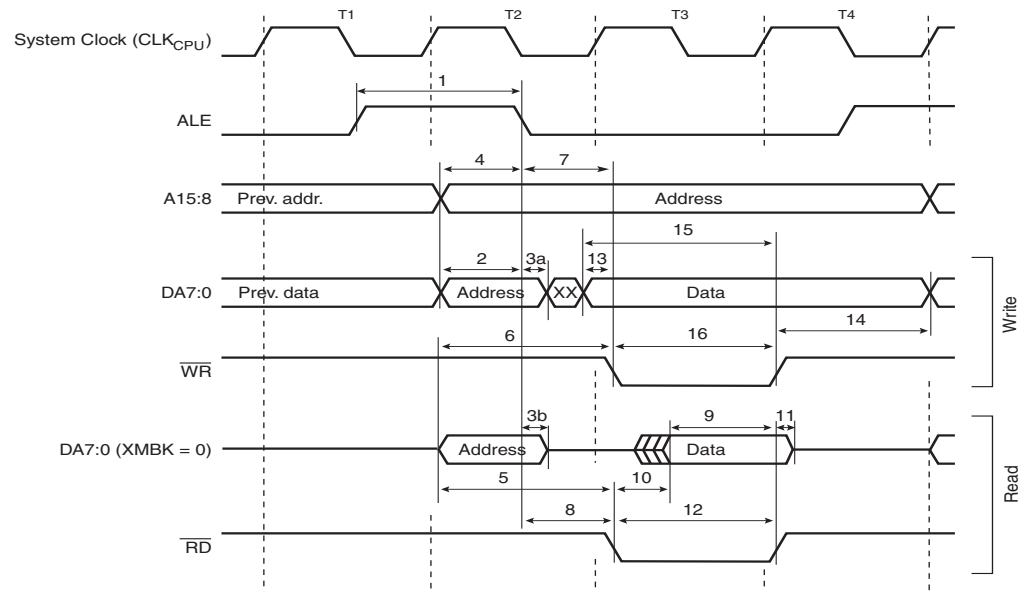 T1 T2 T3 T4
System Clock (CLKCPU)
1
ALE
4 7
A15:8 Prev. addr. Address
15
2 3a 13
DA7:0 Prev. data Address XX Data
14
6 16
WR
Write
3b 9 11
DA7:0 (XMBK = 0) Address Data
5 10
8 12
RD
Read